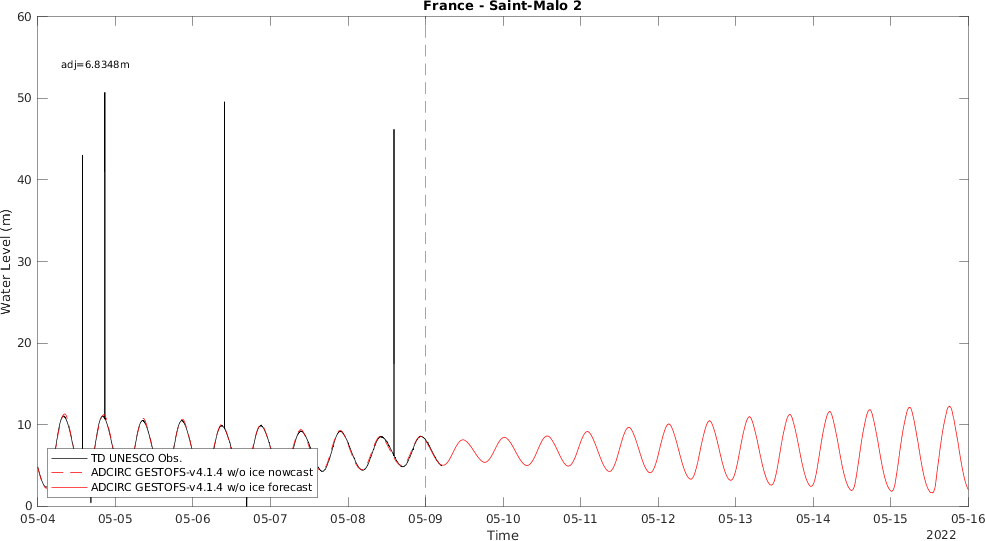 France - Saint-Malo 2
adj=6.8348m
Water Level (m)
60
50
40
30
20
10
0
TD UNESCO Obs.
ADCIRC GESTOFS-v4.1.4 w/o ice nowcast
ADCIRC GESTOFS-v4.1.4 w/o ice forecast
05-04 05-05 05-06 05-07 05-08 05-09 05-10 05-11 05-12 05-13 05-14 05-15 05-16
Time
2022